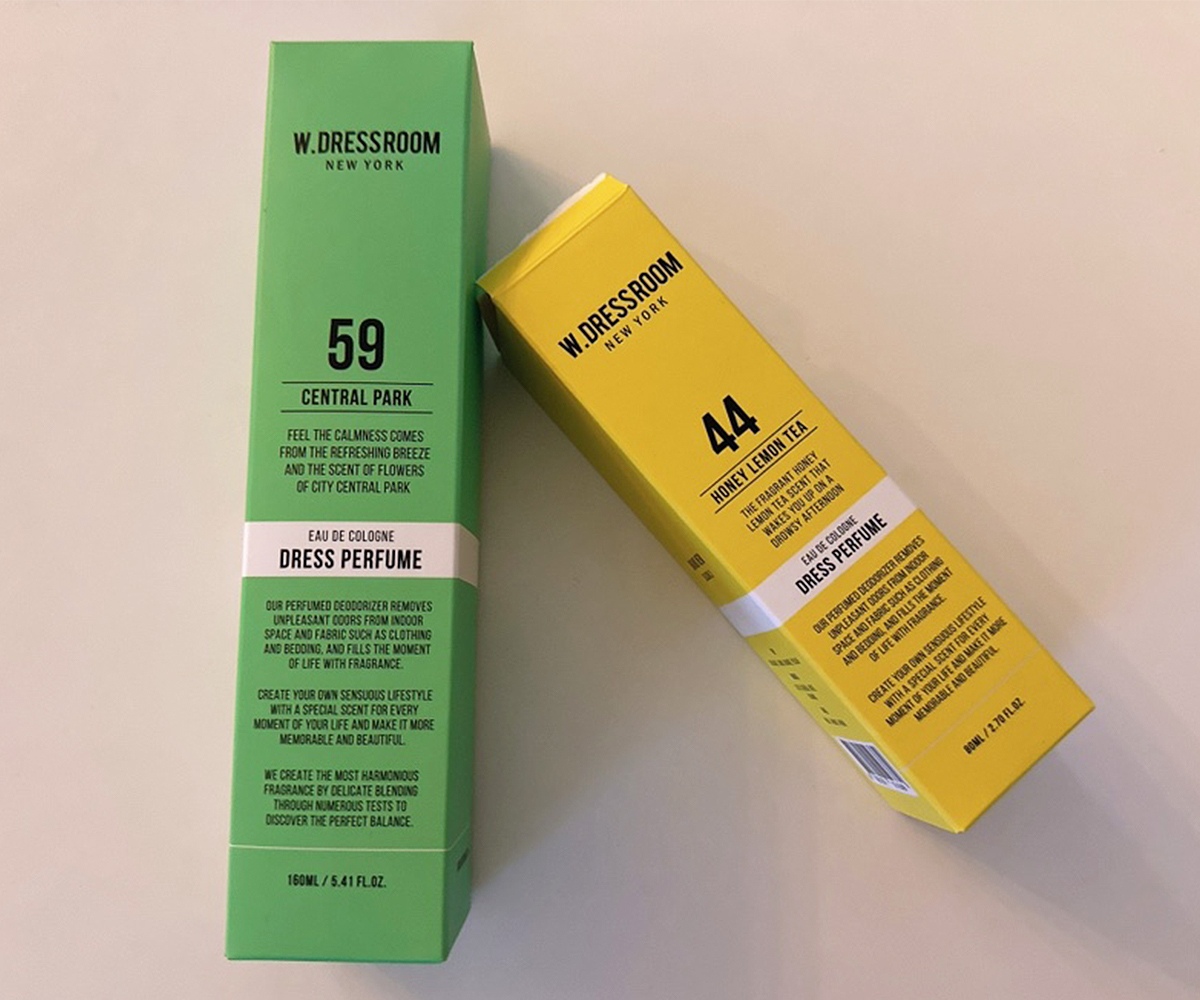 W.DRESSROOM
NEW YORK
59
CENTRAL PARK
FEEL THE CALMNESS COMES
FROM THE REFRESHING BREEZE
AND THE SCENT OF FLOWERS
OF CITY CENTRAL PARK
EAU DE COLOGNE
DRESS PERFUME
OUR PERFUMED DEODORIZER REMOVES
UNPLEASANT ODORS FROM INDOOR
SPACE AND FABRIC SUCH AS CLOTHING
AND BEDDING, AND FILLS THE MOMENT
OF LIFE WITH FRAGRANCE.
CREATE YOUR OWN SENSUOUS LIFESTYLE
WITH A SPECIAL SCENT FOR EVERY
MOMENT OF YOUR LIFE AND MAKE IT MORE
MEMORABLE AND BEAUTIFUL.
WE CREATE THE MOST HARMONIOUS
FRAGRANCE BY DELICATE BLENDING
THROUGH NUMEROUS TESTS TO
DISCOVER THE PERFECT BALANCE.
160ML / 5.41 FL.OZ.
W.DRESSROOM
NEW YORK
44
HONEY LEMON TEA
THE FRAGRANT HONEY
LEMON TEA SCENT THAT
WAKES YOU UP ON A
DROWSY AFTERNOON
EAU DE COLOGNE
DRESS PERFUME
OUR PERFUMED DEODORIZER REMOVES
UNPLEASANT ODORS FROM INDOOR
SPACE AND FABRIC SUCH AS CLOTHING
AND BEDDING, AND FILLS THE MOMENT
OF LIFE WITH FRAGRANCE.
CREATE YOUR OWN SENSUOUS LIFESTYLE
WITH A SPECIAL SCENT FOR EVERY
MOMENT OF YOUR LIFE AND MAKE IT MORE
MEMORABLE AND BEAUTIFUL.
80ML / 2.70 FL.OZ.